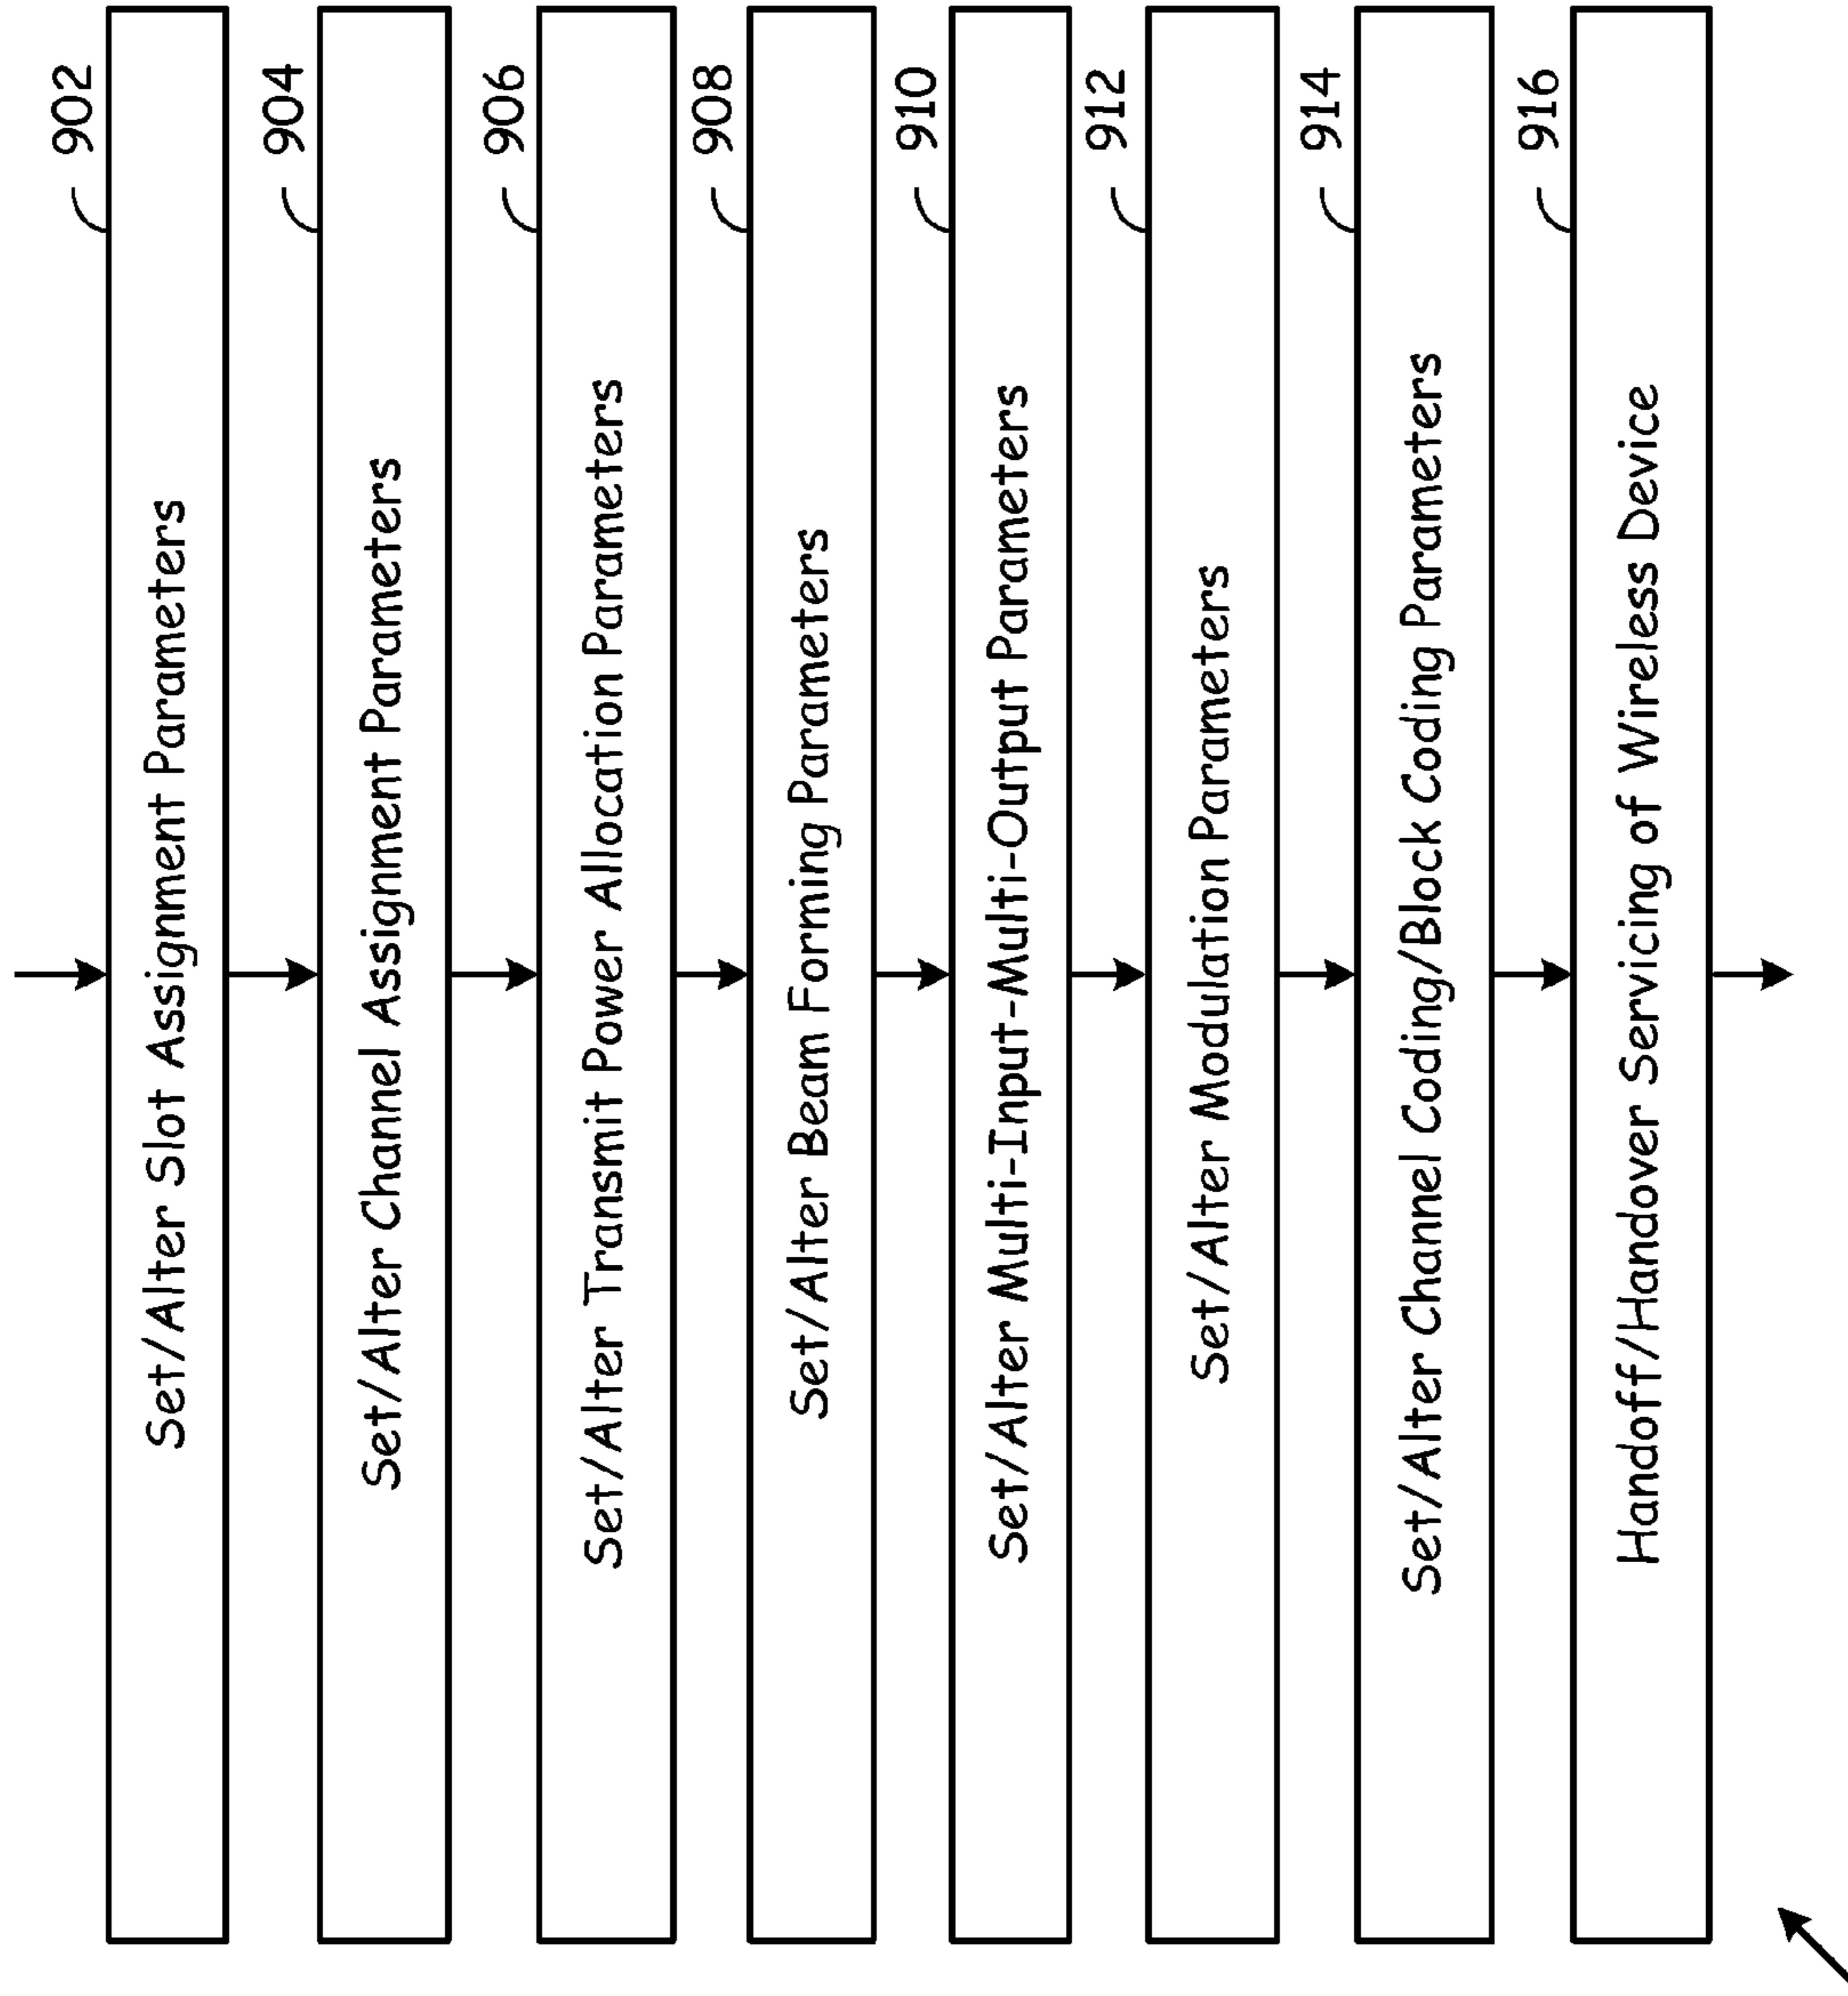 902
Set/Alter Slot Assignment Parameters
904
Set/Alter Channel Assignment Parameters
906
Set/Alter Transmit Power Allocation Parameters
908
Set/Alter Beam Forming Parameters
910
Set/Alter Multi-Input-Multi-Output Parameters
912
Set/Alter Modulation Parameters
914
Set/Alter Channel Coding/Block Coding Parameters
916
Handoff/Handover Servicing of Wireless Device